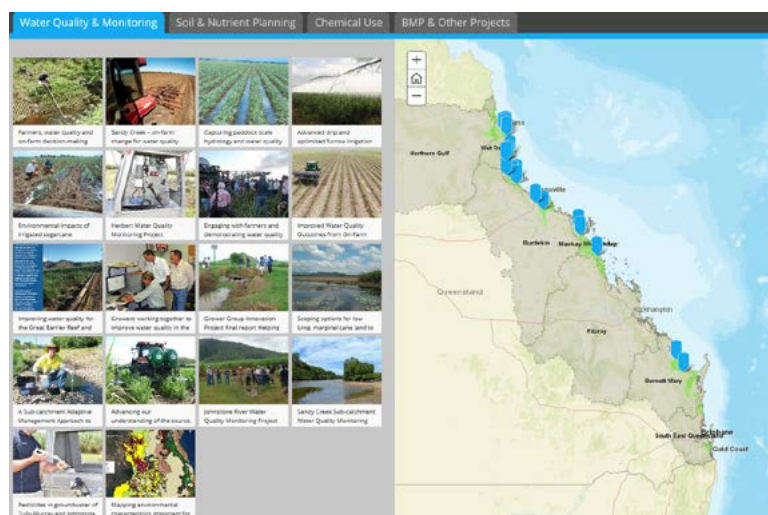 Water Quality & Monitoring
Soil & Nutrient Planning
Chemical Use
BMP & Other Projects
Farmers, water quality and
on-farm decision-making
Sandy Creek – on-farm
change for water quality
Capturing paddock scale
hydrology and water quality
Advanced drip and
optimised furrow irrigation
Environmental impacts of
irrigated sugarcane
Herbert Water Quality
Monitoring Project
Engaging with farmers and
demonstrating water quality
Improved Water Quality
Outcomes from On-Farm
Improving water quality for
the Great Barrier Reef and
Growers working together to
improve water quality in the
Grower Group Innovation
Project final report Helping
Scoping options for low
lying, marginal cane land to
A Sub-catchment Adaptive
Management Approach to
Advancing our
understanding of the source,
Johnstone River Water
Quality Monitoring Project
Sandy Creek Sub-catchment
Water Quality Monitoring
Pesticides in groundwater of
Mapping environmental
characteristics important for
+
−
Northern Gulf
Wet
Burdekin
Mackay
Queensland
Fitzroy
Burnett Mary
South East Queensland
Brisbane
Gold Coast